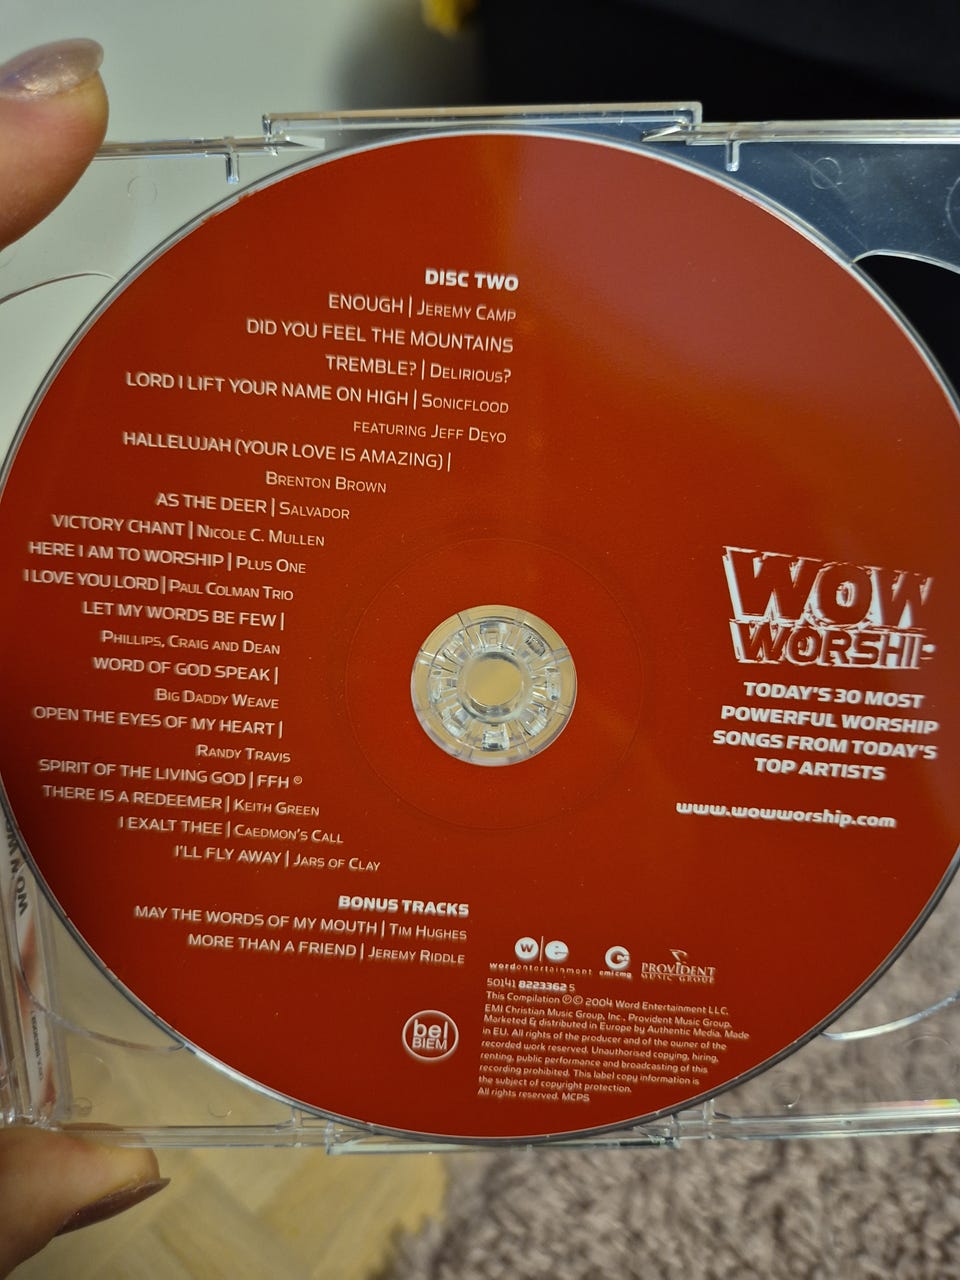 DISC TWO
ENOUGH | JEREMY CAMP
DID YOU FEEL THE MOUNTAINS
TREMBLE? | DELIRIOUS?
LORD I LIFT YOUR NAME ON HIGH | SONICFLOOD
FEATURING JEFF DEYO
HALLELUJAH (YOUR LOVE IS AMAZING) |
BRENTON BROWN
AS THE DEER | SALVADOR
VICTORY CHANT | NICOLE C. MULLEN
HERE I AM TO WORSHIP | PLUS ONE
I LOVE YOU LORD | PAUL COLMAN TRIO
LET MY WORDS BE FEW |
PHILLIPS, CRAIG AND DEAN
WORD OF GOD SPEAK |
BIG DADDY WEAVE
OPEN THE EYES OF MY HEART |
RANDY TRAVIS
SPIRIT OF THE LIVING GOD | FFH ®
THERE IS A REDEEMER | KEITH GREEN
I EXALT THEE | CAEDMON'S CALL
I'LL FLY AWAY | JARS OF CLAY
BONUS TRACKS
MAY THE WORDS OF MY MOUTH | TIM HUGHES
MORE THAN A FRIEND | JEREMY RIDDLE
WOW
WORSHIP
TODAY'S 30 MOST
POWERFUL WORSHIP
SONGS FROM TODAY'S
TOP ARTISTS
www.wowworship.com
w|e
wordentertainment
emicmg
PROVIDENT
MUSIC GROUP
50141 8223362 5
This Compilation ℗ © 2004 Word Entertainment LLC,
EMI Christian Music Group, Inc., Provident Music Group.
Marketed & distributed in Europe by Authentic Media. Made
in EU. All rights of the producer and of the owner of the
recorded work reserved. Unauthorised copying, hiring,
renting, public performance and broadcasting of this
recording prohibited. This label copy information is
the subject of copyright protection.
All rights reserved. MCPS
bel
BIEM